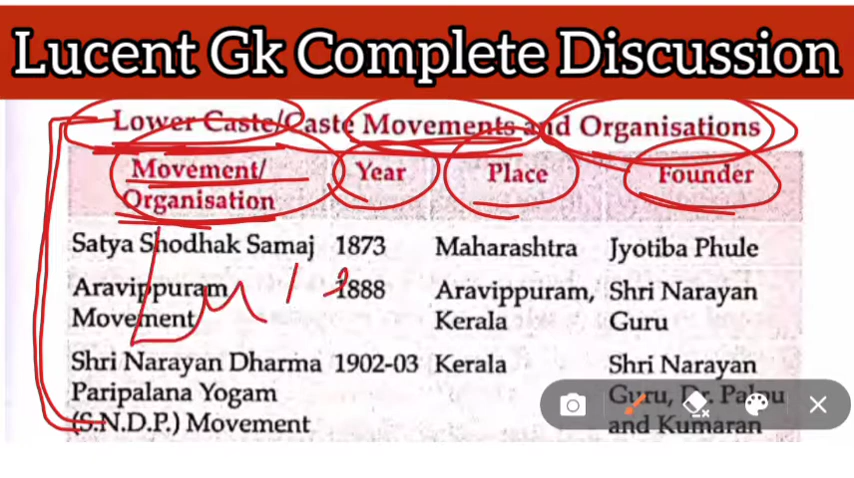 Lucent Gk Complete Discussion
Lower Caste/Caste Movements and Organisations
Movement/ Year Place Founder
Organisation
Satya Shodhak Samaj 1873 Maharashtra Jyotiba Phule
Aravippuram 1888 Aravippuram, Shri Narayan
Movement Kerala Guru
Shri Narayan Dharma 1902-03 Kerala Shri Narayan
Paripalana Yogam Guru, Dr. Palpu
(S.N.D.P.) Movement and Kumaran